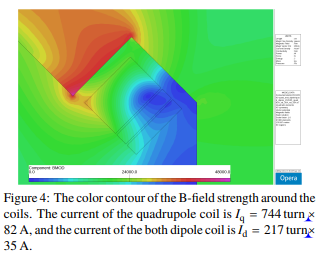 Component: BMOD
0.0 24000.0 48000.0
Opera
Figure 4: The color contour of the B-field strength around the
coils. The current of the quadrupole coil is Iq = 744 turn ×
82 A, and the current of the both dipole coil is Id = 217 turn×
35 A.